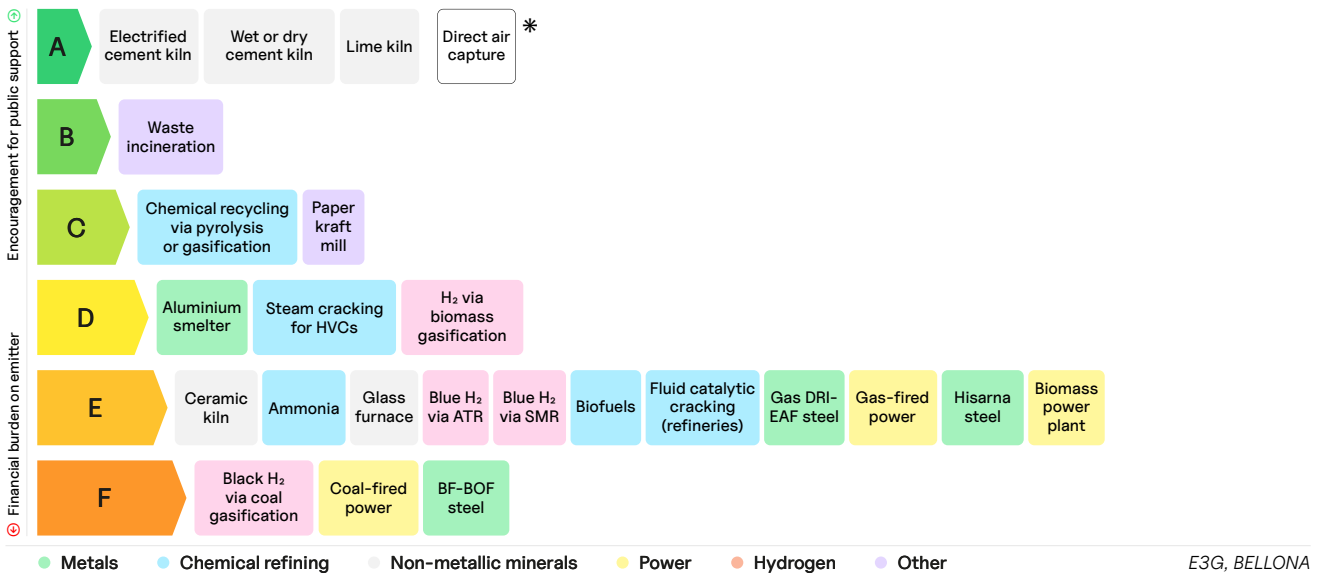 Encouragement for public support
Financial burden on emitter
A
Electrified
cement kiln
Wet or dry
cement kiln
Lime kiln
Direct air
capture
*
B
Waste
incineration
C
Chemical recycling
via pyrolysis
or gasification
Paper
kraft
mill
D
Aluminium
smelter
Steam cracking
for HVCs
H₂ via
biomass
gasification
E
Ceramic
kiln
Ammonia
Glass
furnace
Blue H₂
via ATR
Blue H₂
via SMR
Biofuels
Fluid catalytic
cracking
(refineries)
Gas DRI-
EAF steel
Gas-fired
power
Hisarna
steel
Biomass
power
plant
F
Black H₂
via coal
gasification
Coal-fired
power
BF-BOF
steel
Metals
Chemical refining
Non-metallic minerals
Power
Hydrogen
Other
E3G, BELLONA